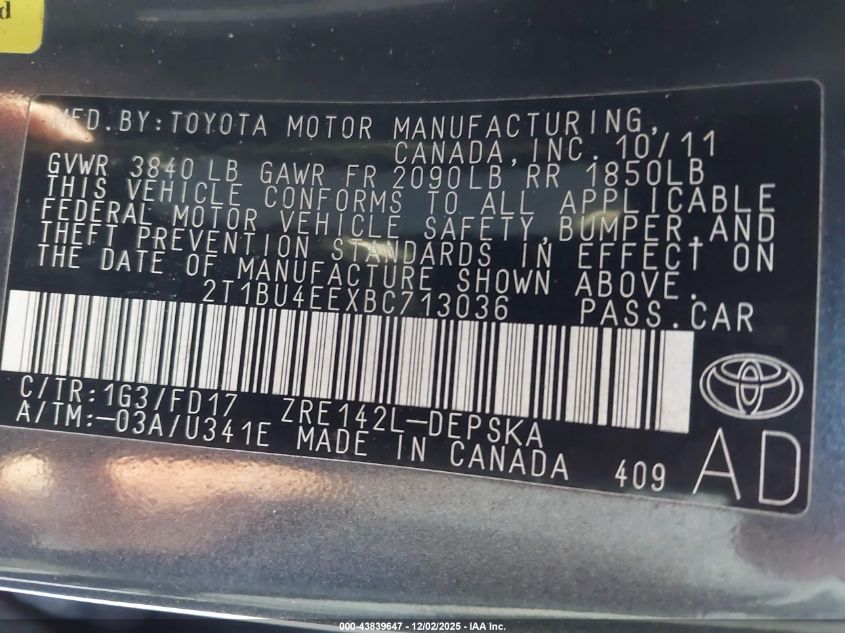 d
MFD.BY:TOYOTA MOTOR MANUFACTURING,
CANADA,INC. 10/11
GVWR 3840 LB GAWR FR 2090LB RR 1850LB
THIS VEHICLE CONFORMS TO ALL APPLICABLE
FEDERAL MOTOR VEHICLE SAFETY,BUMPER,AND
THEFT PREVENTION STANDARDS IN EFFECT ON
THE DATE OF MANUFACTURE SHOWN ABOVE.
2T1BU4EEXBC713036 PASS.CAR
C/TR:1G3/FD17 ZRE142L-DEPSKA
A/TM:-03A/U341E MADE IN CANADA 409
AD
000-43839647 - 12/02/2025 - IAA Inc.